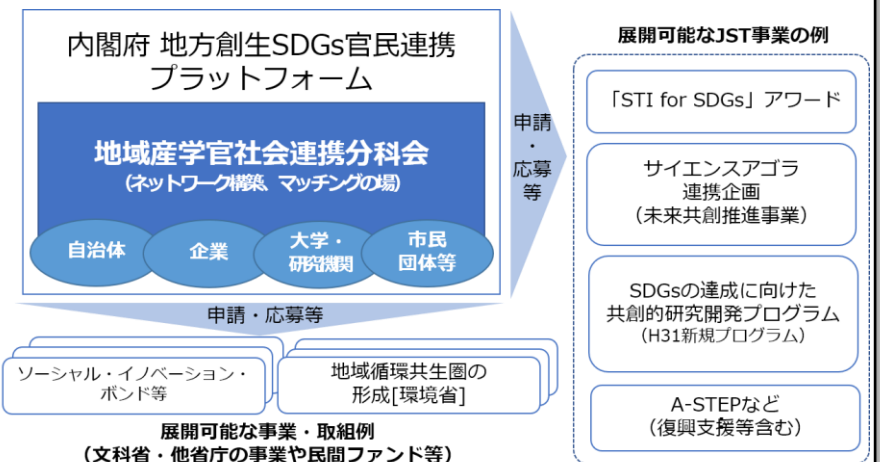 内閣府 地方創生SDGs官民連携
プラットフォーム
地域産学官社会連携分科会
(ネットワーク構築、マッチングの場)
自治体
企業
大学・
研究機関
市民
団体等
申請・応募等
ソーシャル・イノベーション・
ボンド等
地域循環共生圏の
形成[環境省]
展開可能な事業・取組例
(文科省・他省庁の事業や民間ファンド等)
申請
・
応募
等
展開可能なJST事業の例
「STI for SDGs」アワード
サイエンスアゴラ
連携企画
(未来共創推進事業)
SDGsの達成に向けた
共創的研究開発プログラム
(H31新規プログラム)
A-STEPなど
(復興支援等含む)